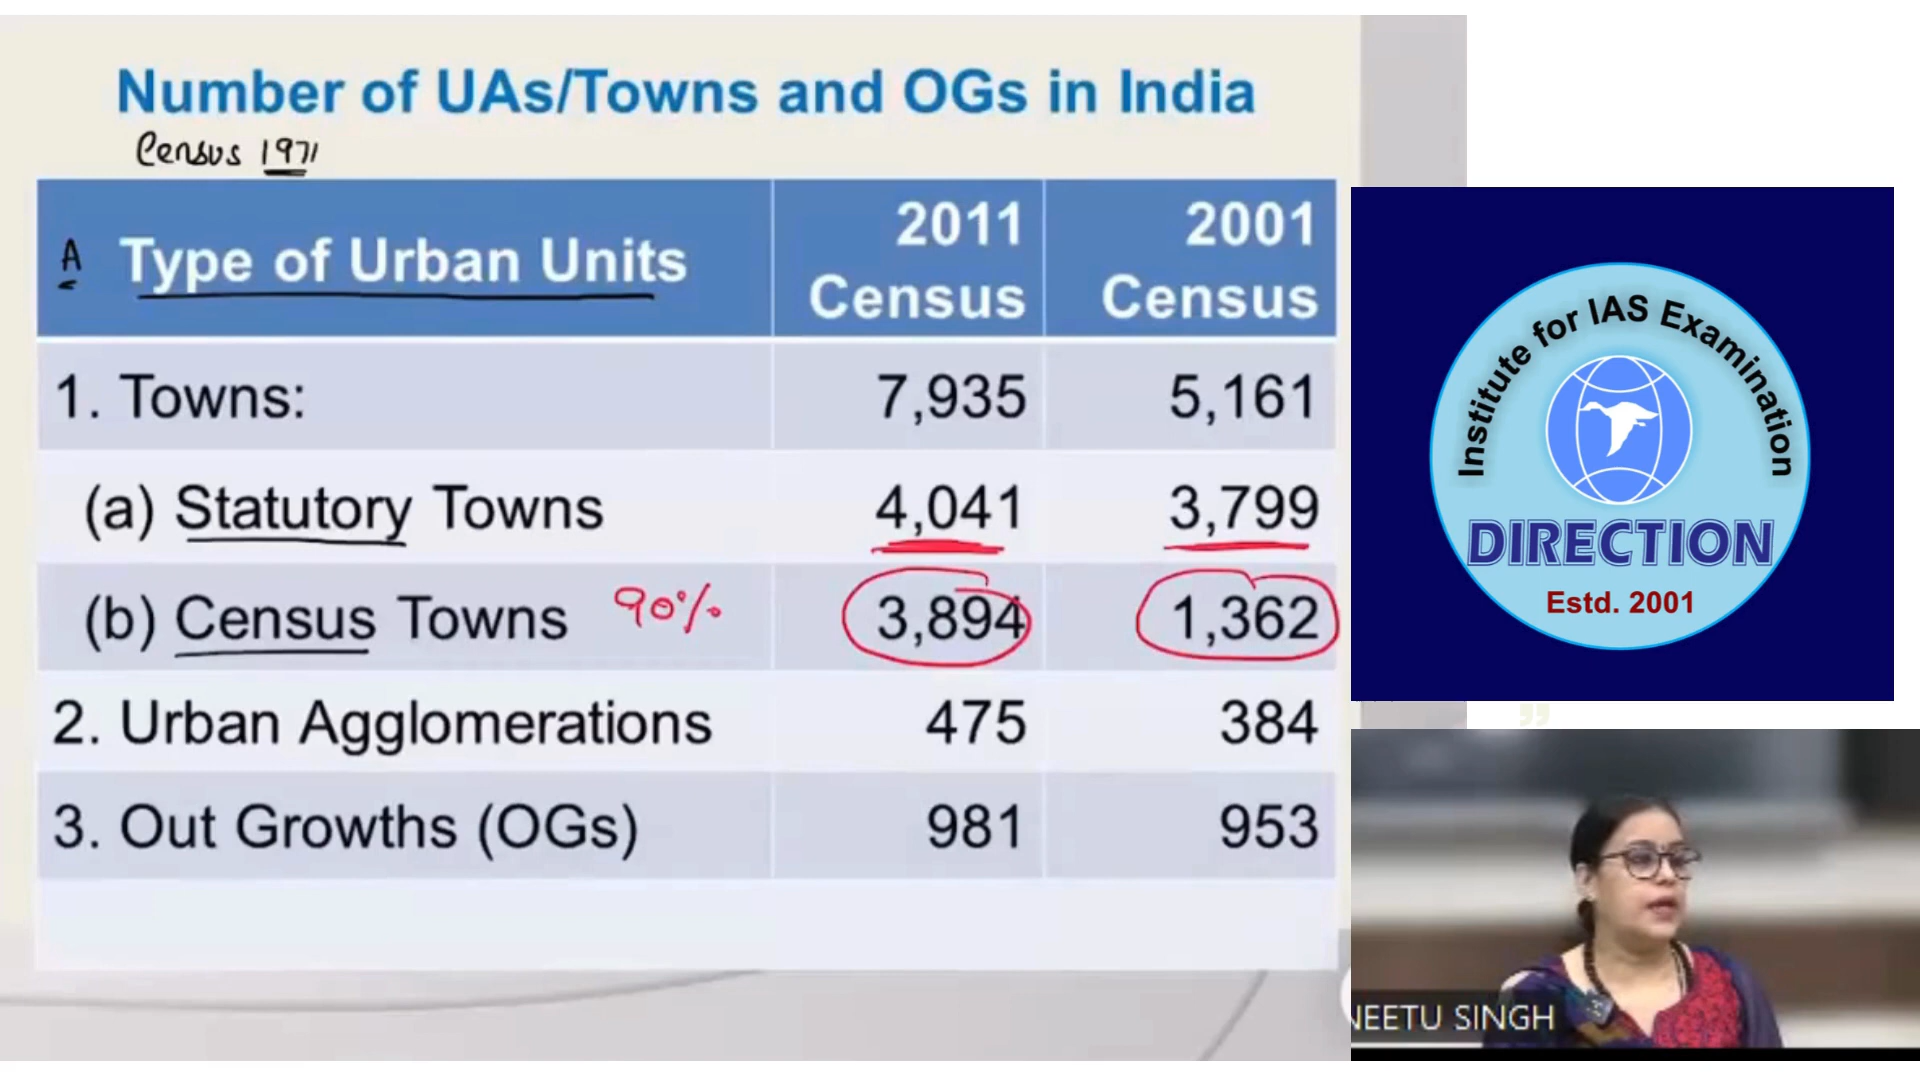 Number of UAs/Towns and OGs in India
Census 1971
A Type of Urban Units 2011 Census 2001 Census
1. Towns: 7,935 5,161
(a) Statutory Towns 4,041 3,799
(b) Census Towns 90% 3,894 1,362
2. Urban Agglomerations 475 384
3. Out Growths (OGs) 981 953
Institute for IAS Examination
DIRECTION
Estd. 2001
NEETU SINGH